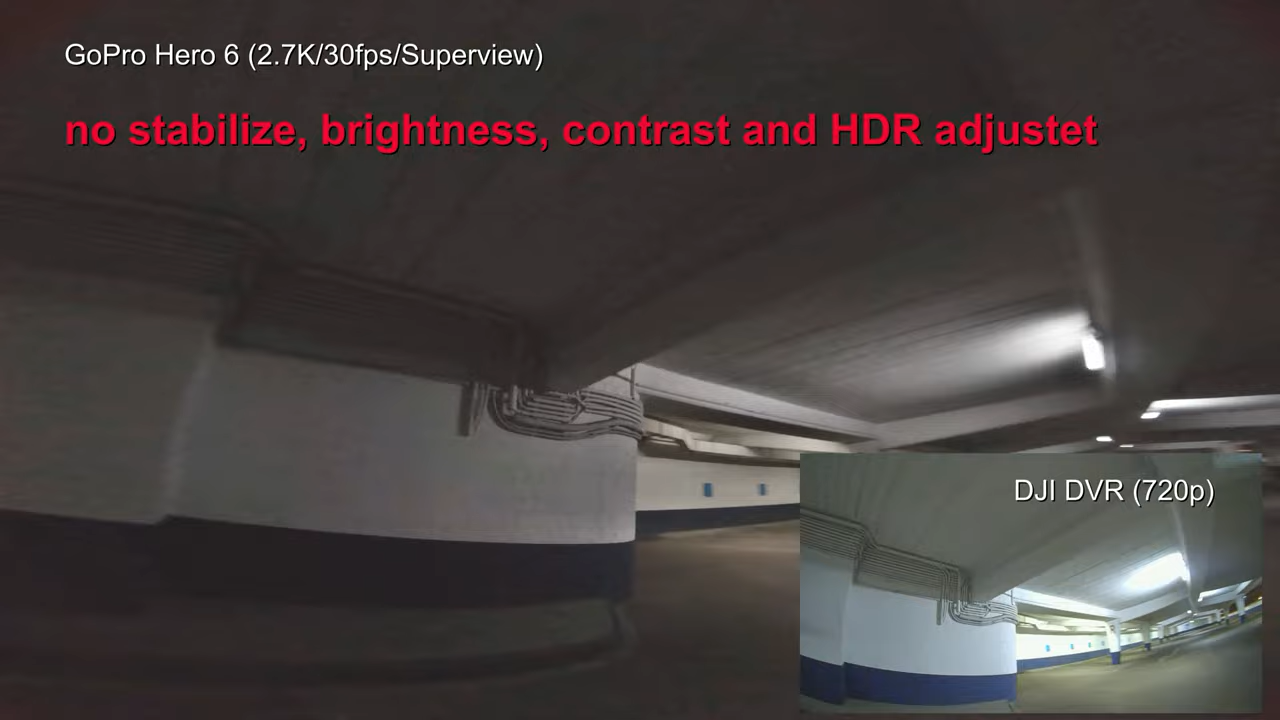 GoPro Hero 6 (2.7K/30fps/Superview)
no stabilize, brightness, contrast and HDR adjustet
DJI DVR (720p)